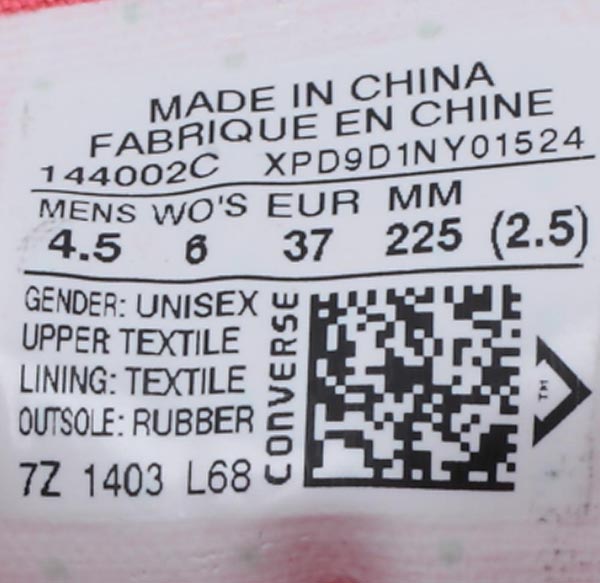 MADE IN CHINA
FABRIQUE EN CHINE
144002C XPD9D1NY01524
MENS WO'S EUR MM
4.5 6 37 225 (2.5)
GENDER: UNISEX
UPPER TEXTILE
LINING: TEXTILE
OUTSOLE: RUBBER
7Z 1403 L68
CONVERSE
TM